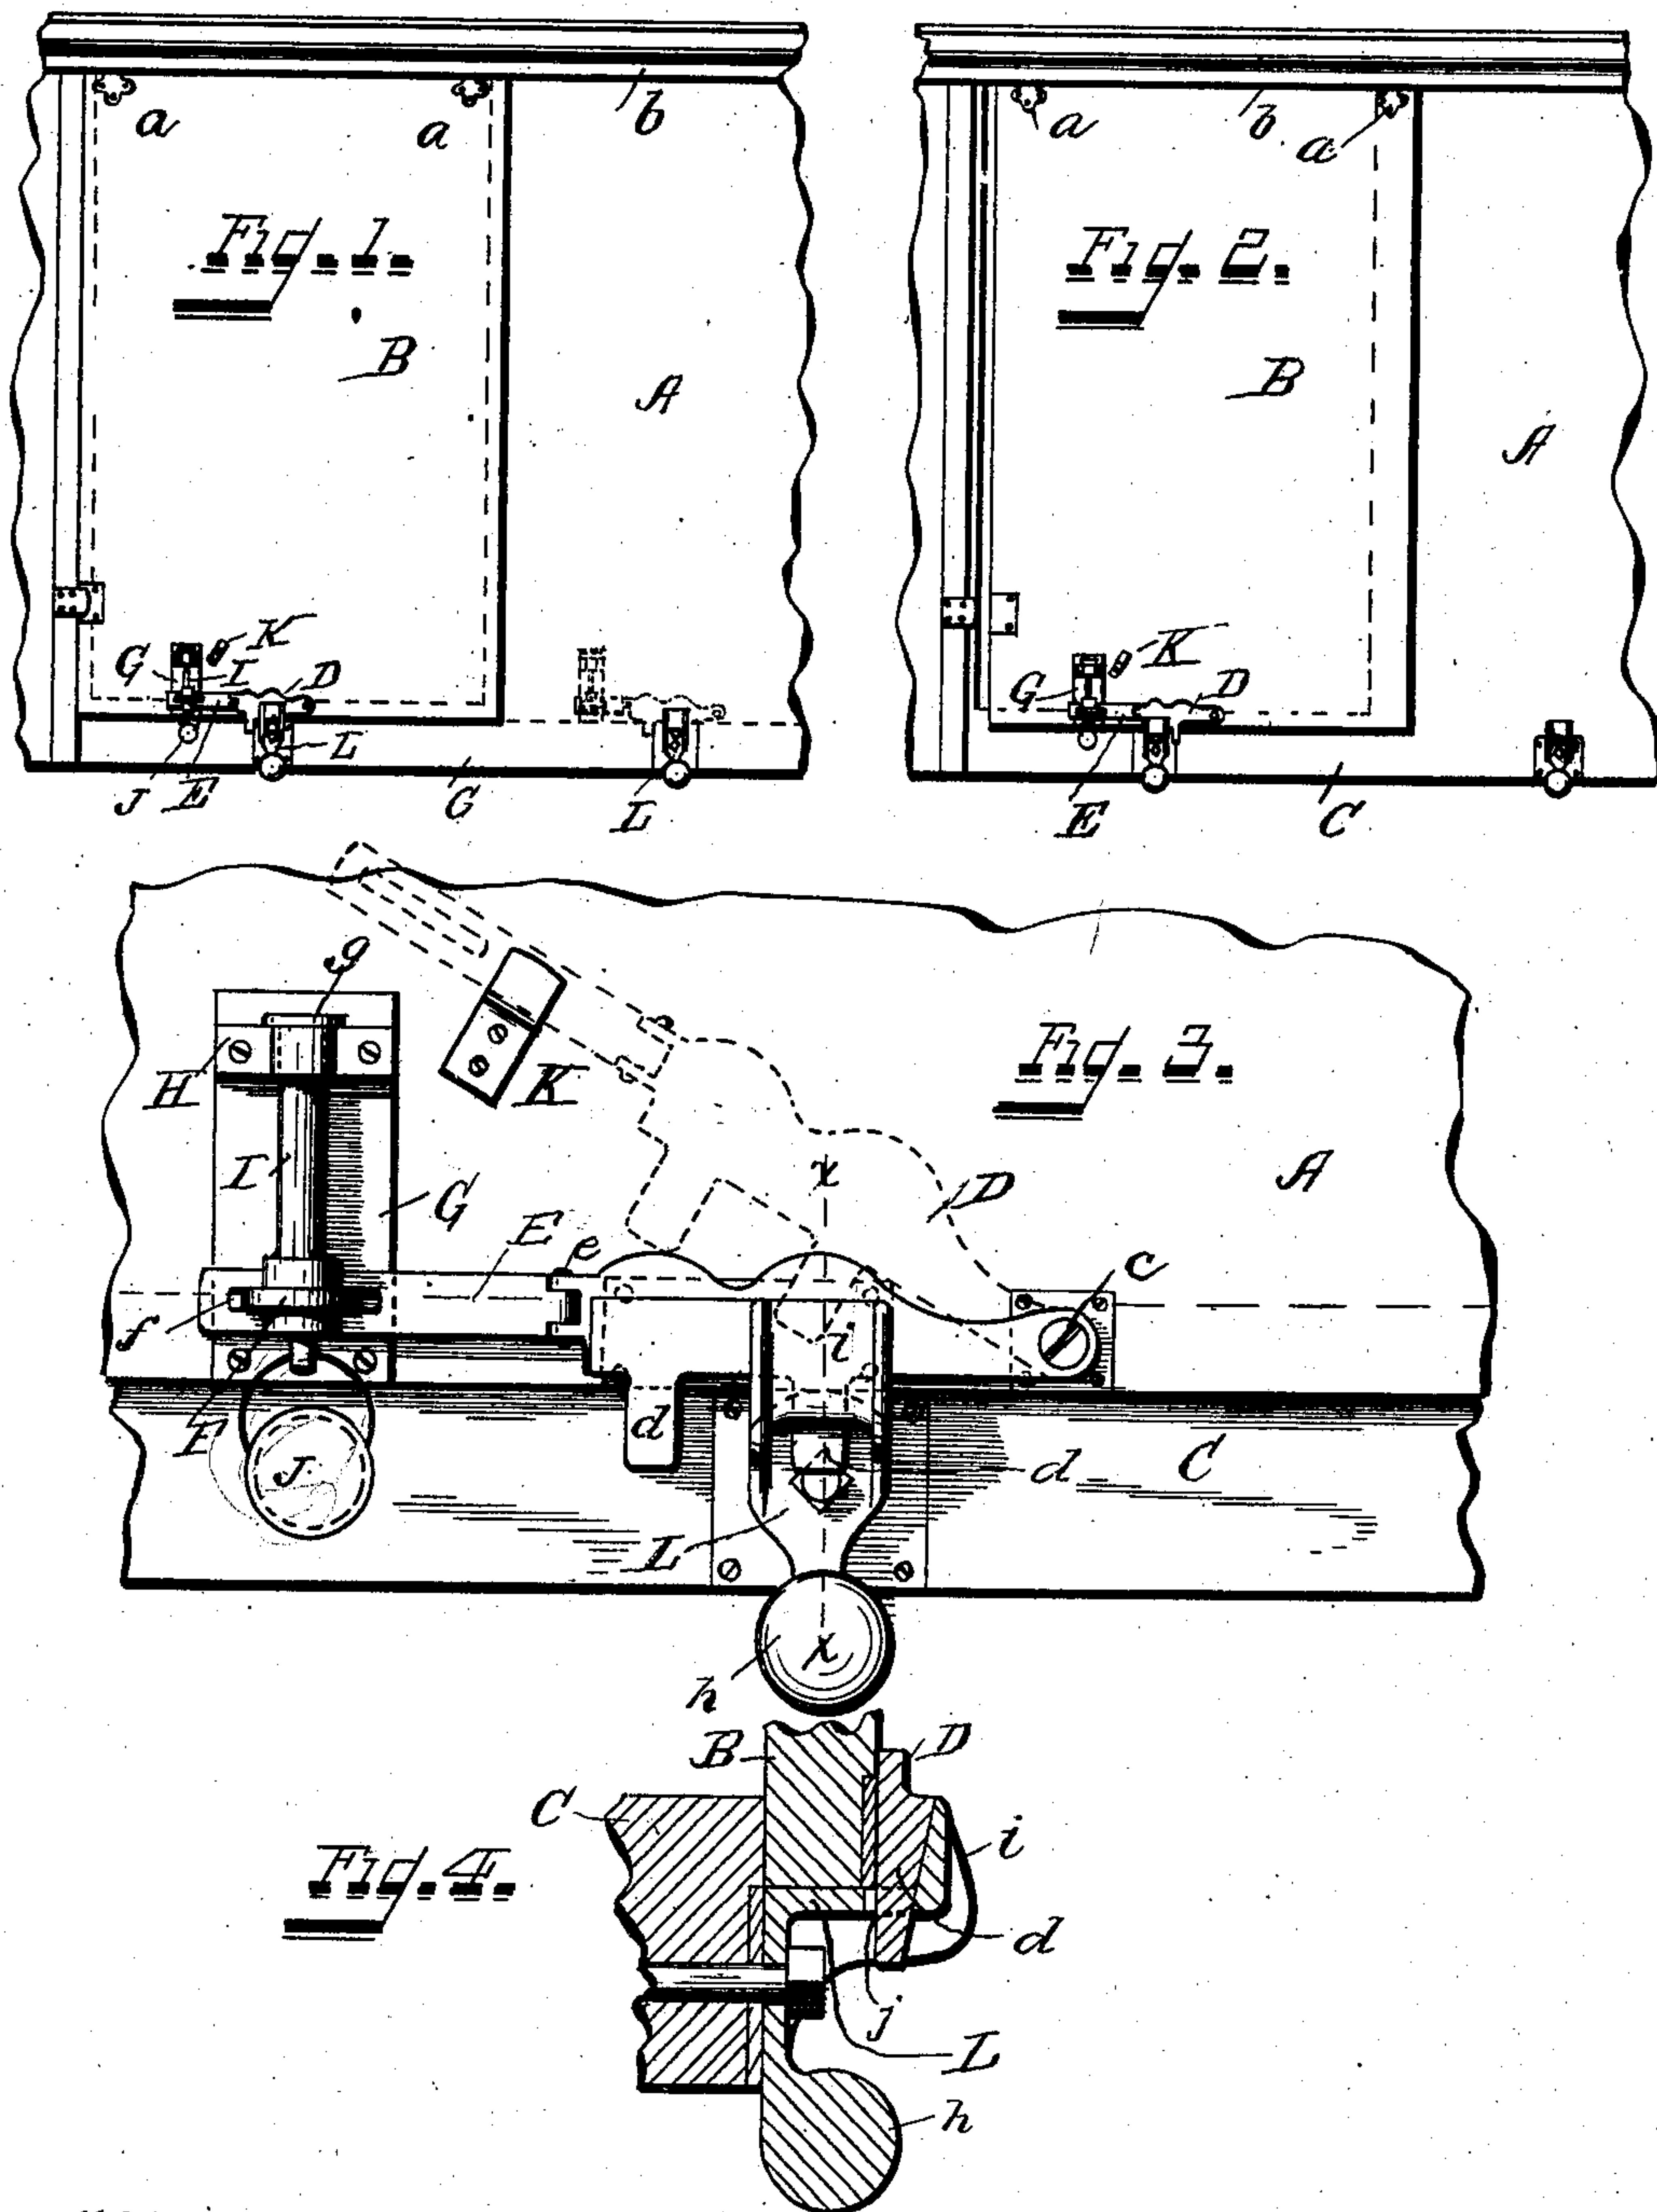 a a b
Fig. 1.
B
A
K
G I D
L
J E G L
a b a
Fig. 2.
B
A
K
G D
E C
g
Fig. 3.
H K
I x A
G D
E e c
f
i
d
F J d C
L
x
h
B D
C
i
Fig. 4.
d
j
L
h